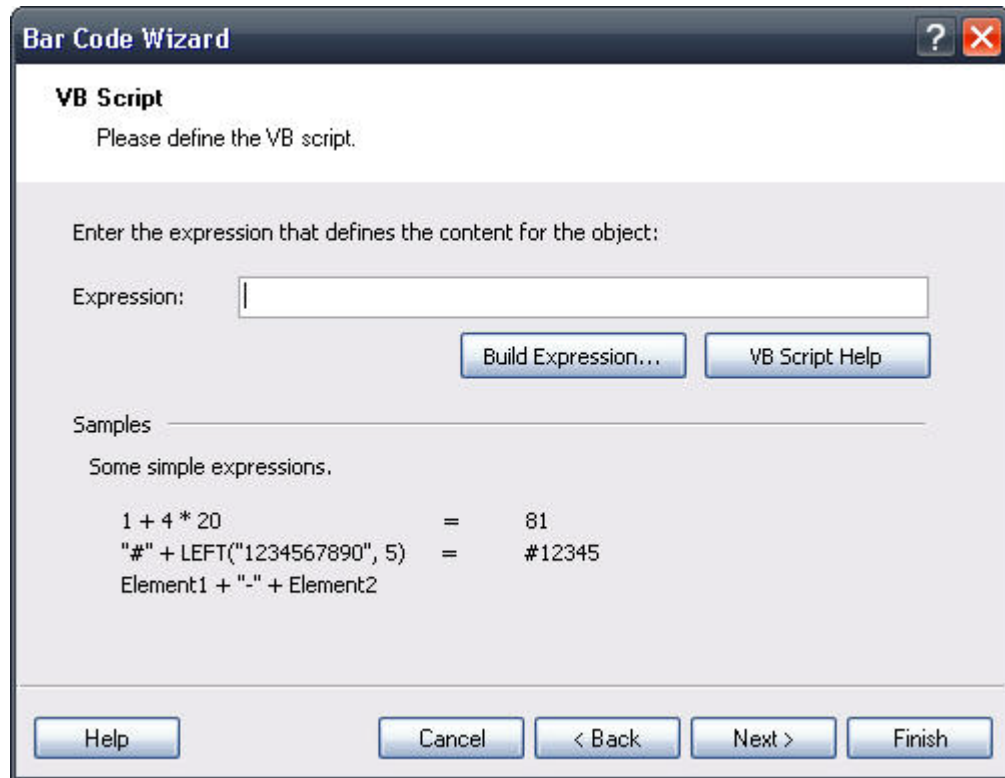 Bar Code Wizard
VB Script
Please define the VB script.
Enter the expression that defines the content for the object:
Expression:
Build Expression... VB Script Help
Samples
Some simple expressions.
1 + 4 * 20 = 81
"#" + LEFT("1234567890", 5) = #12345
Element1 + "-" + Element2
Help Cancel < Back Next > Finish